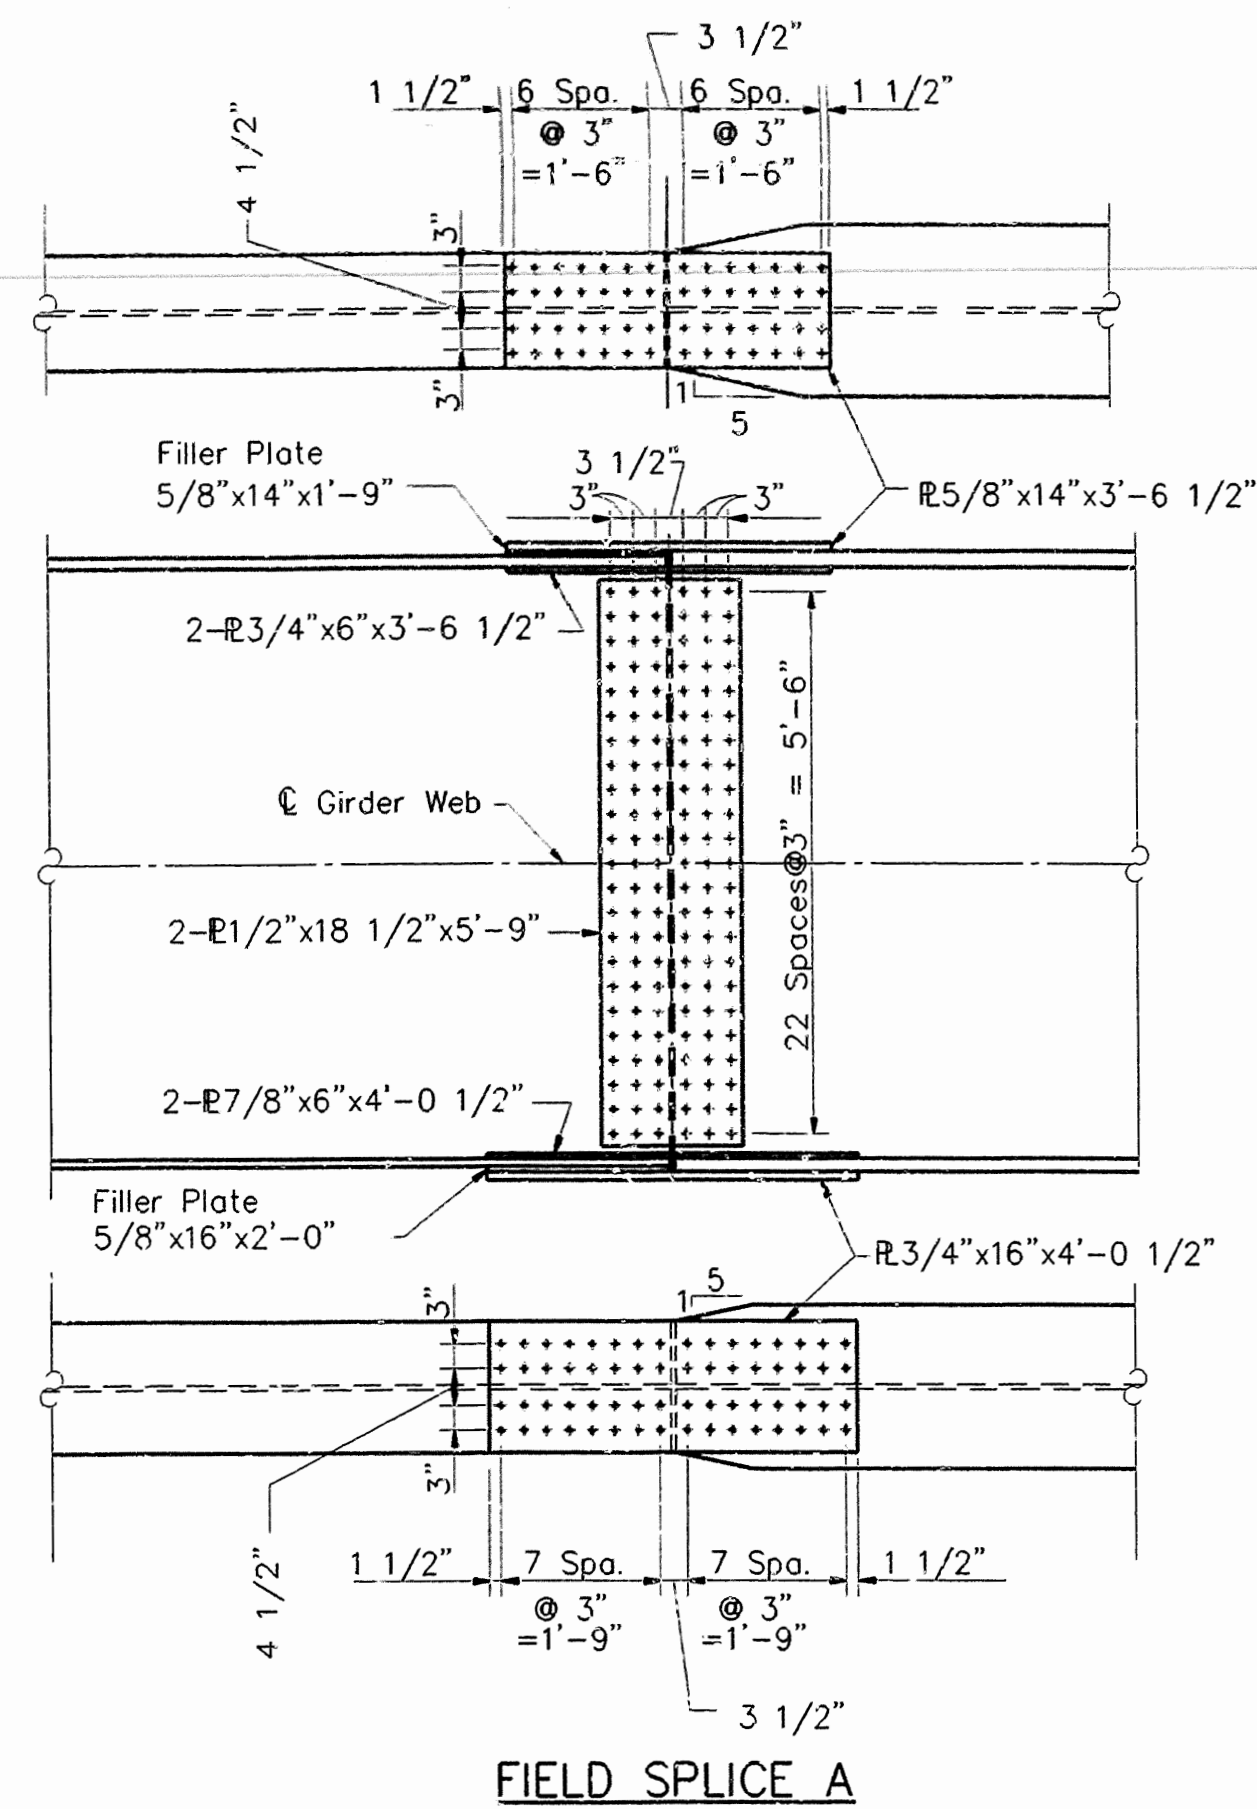 3 1/2"
1 1/2" 6 Spa. 6 Spa. 1 1/2"
@ 3" @ 3"
=1'-6" =1'-6"
4 1/2"
3"
3"
1
5
Filler Plate
5/8"x14"x1'-9"
3 1/2"
3" 3"
℄5/8"x14"x3'-6 1/2"
2-℄3/4"x6"x3'-6 1/2"
22 Spaces@3" = 5'-6"
℄ Girder Web
2-℄1/2"x18 1/2"x5'-9"
2-℄7/8"x6"x4'-0 1/2"
Filler Plate
5/8"x16"x2'-0"
℄3/4"x16"x4'-0 1/2"
5
1
3"
3"
4 1/2"
1 1/2" 7 Spa. 7 Spa. 1 1/2"
@ 3" @ 3"
=1'-9" =1'-9"
3 1/2"
FIELD SPLICE A